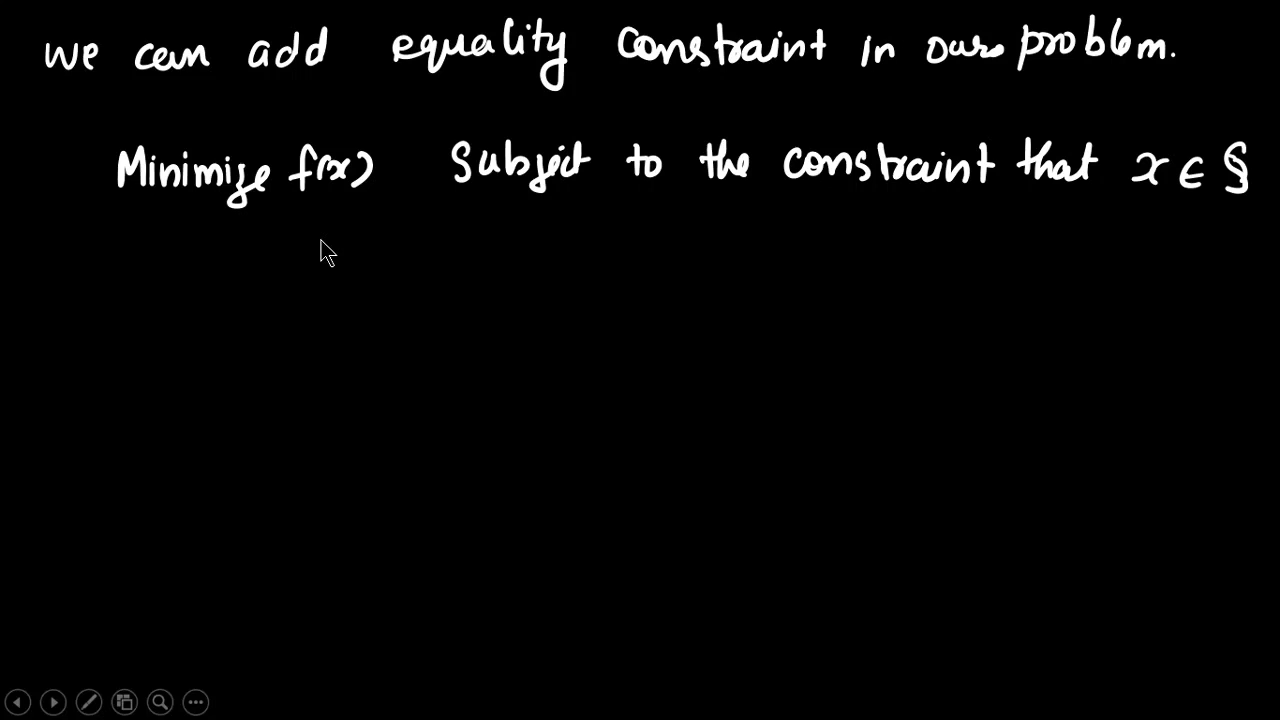 we can add equality constraint in our problem.
Minimize f(x) Subject to the constraint that x ∈ §